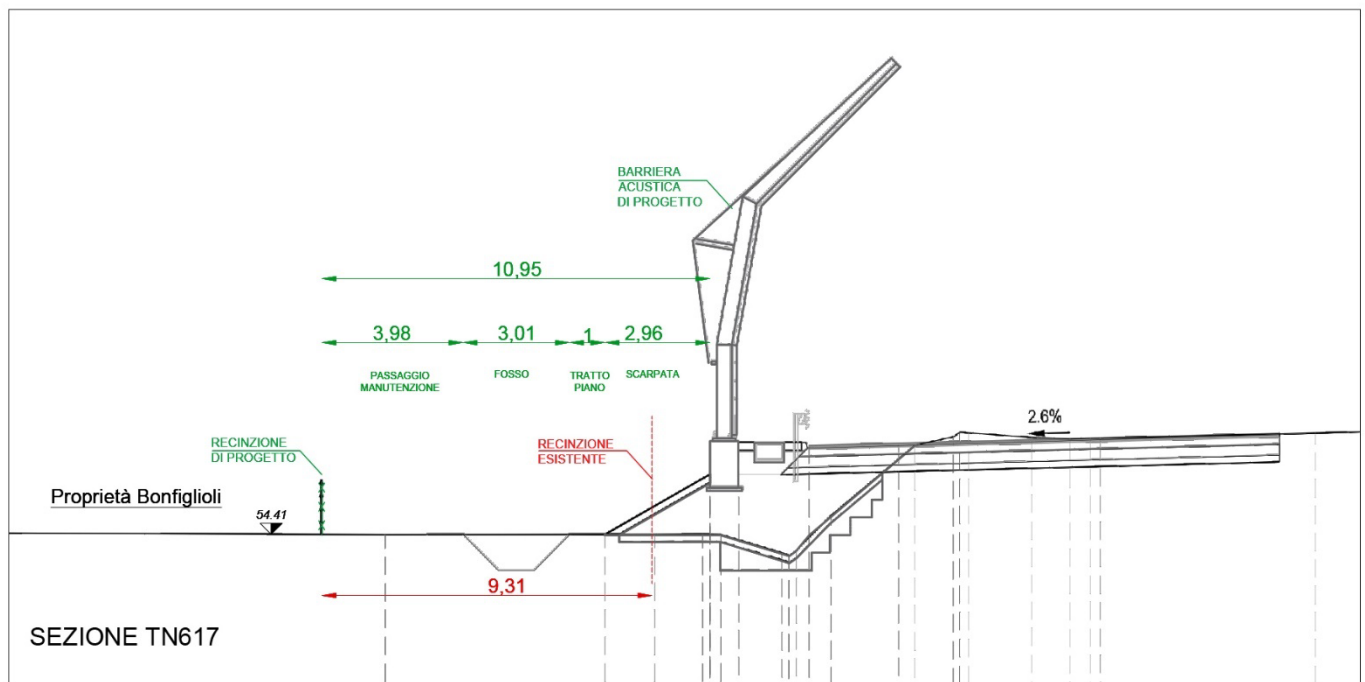 BARRIERA
ACUSTICA
DI PROGETTO
10,95
3,98
3,01
1
2,96
PASSAGGIO
MANUTENZIONE
FOSSO
TRATTO
PIANO
SCARPATA
2.6%
RECINZIONE
DI PROGETTO
RECINZIONE
ESISTENTE
Proprietà Bonfiglioli
54.41
9,31
SEZIONE TN617